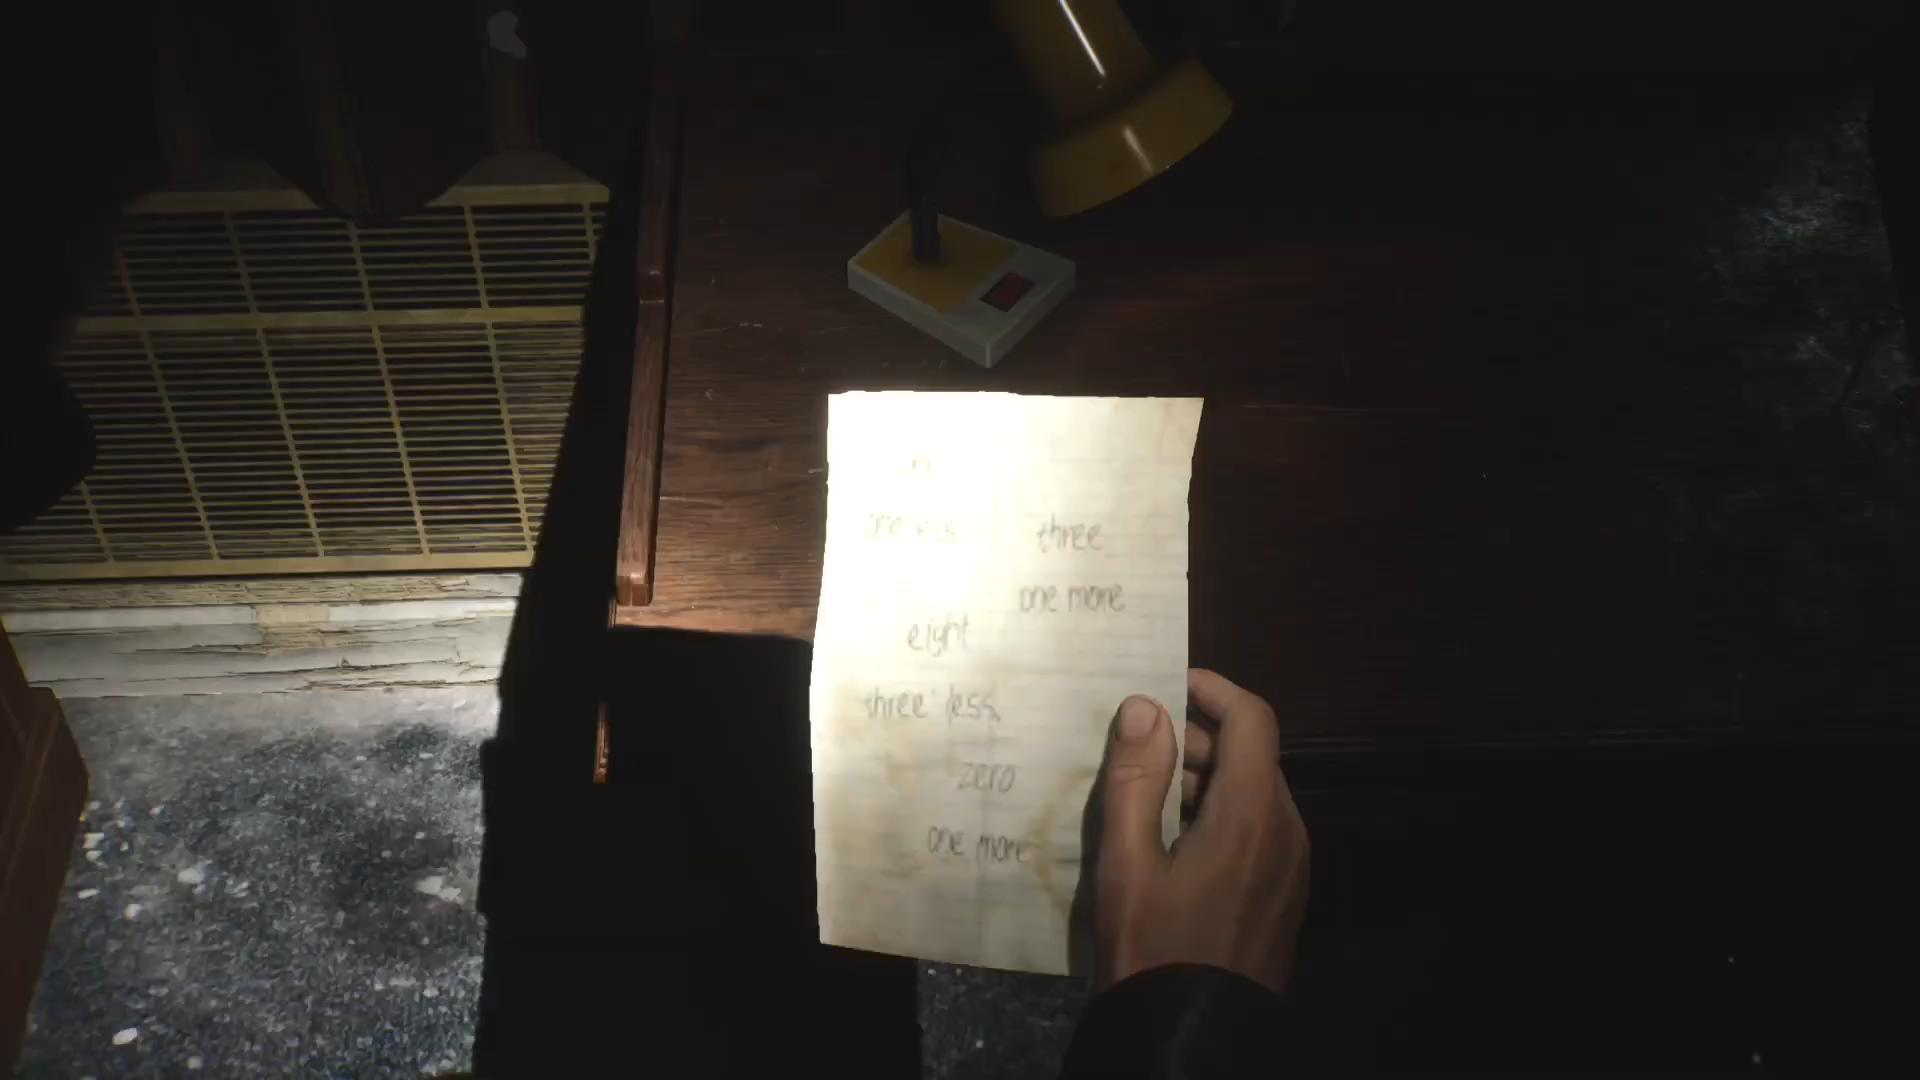 one less
three
one more
eight
three less
zero
one more